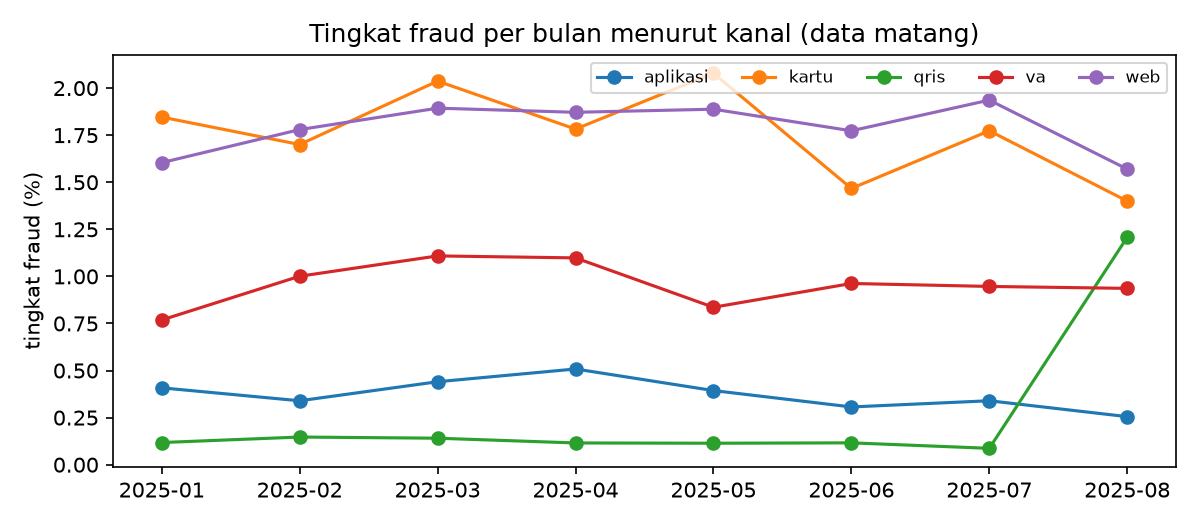 Tingkat fraud per bulan menurut kanal (data matang)
aplikasi kartu qris va web
tingkat fraud (%)
2.00
1.75
1.50
1.25
1.00
0.75
0.50
0.25
0.00
2025-01 2025-02 2025-03 2025-04 2025-05 2025-06 2025-07 2025-08